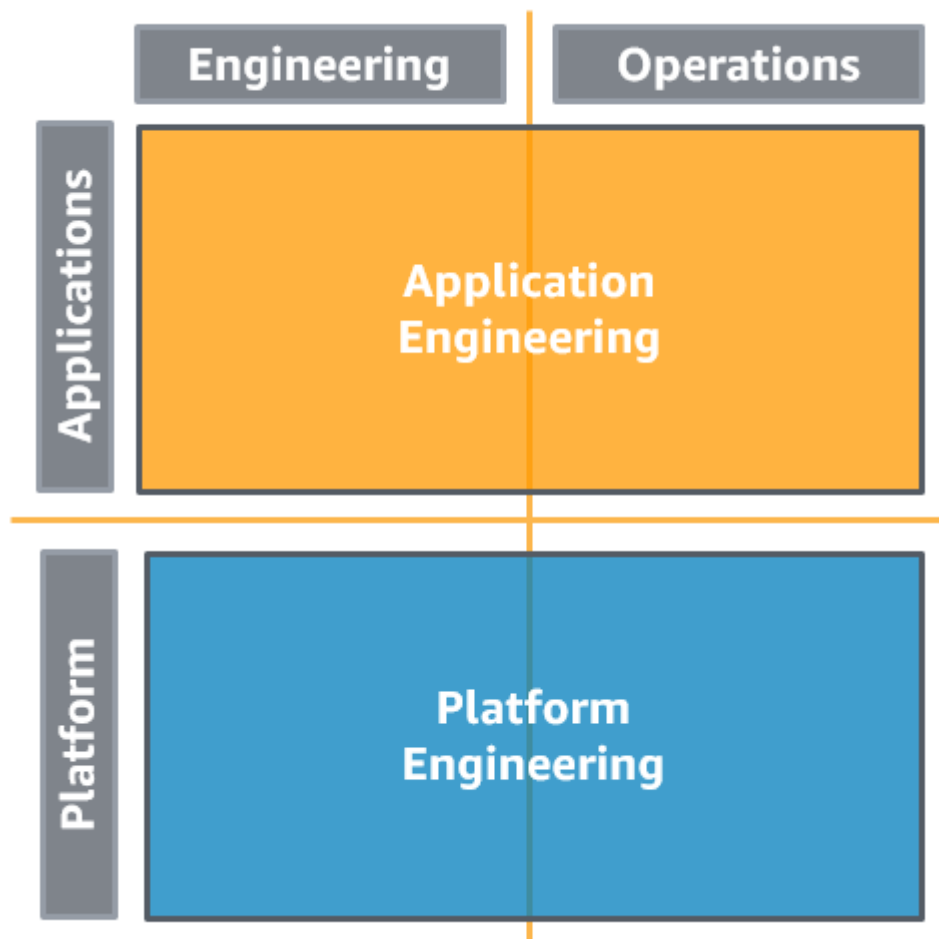 Engineering
Operations
Applications
Application
Engineering
Platform
Platform
Engineering